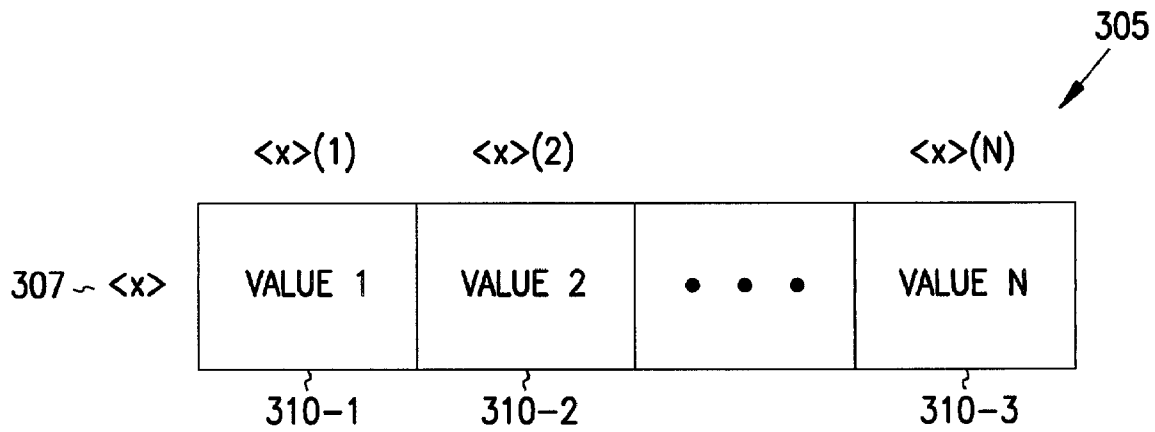 305
<x>(1) <x>(2) <x>(N)
307 <x> VALUE 1 VALUE 2 • • • VALUE N
310-1 310-2 310-3